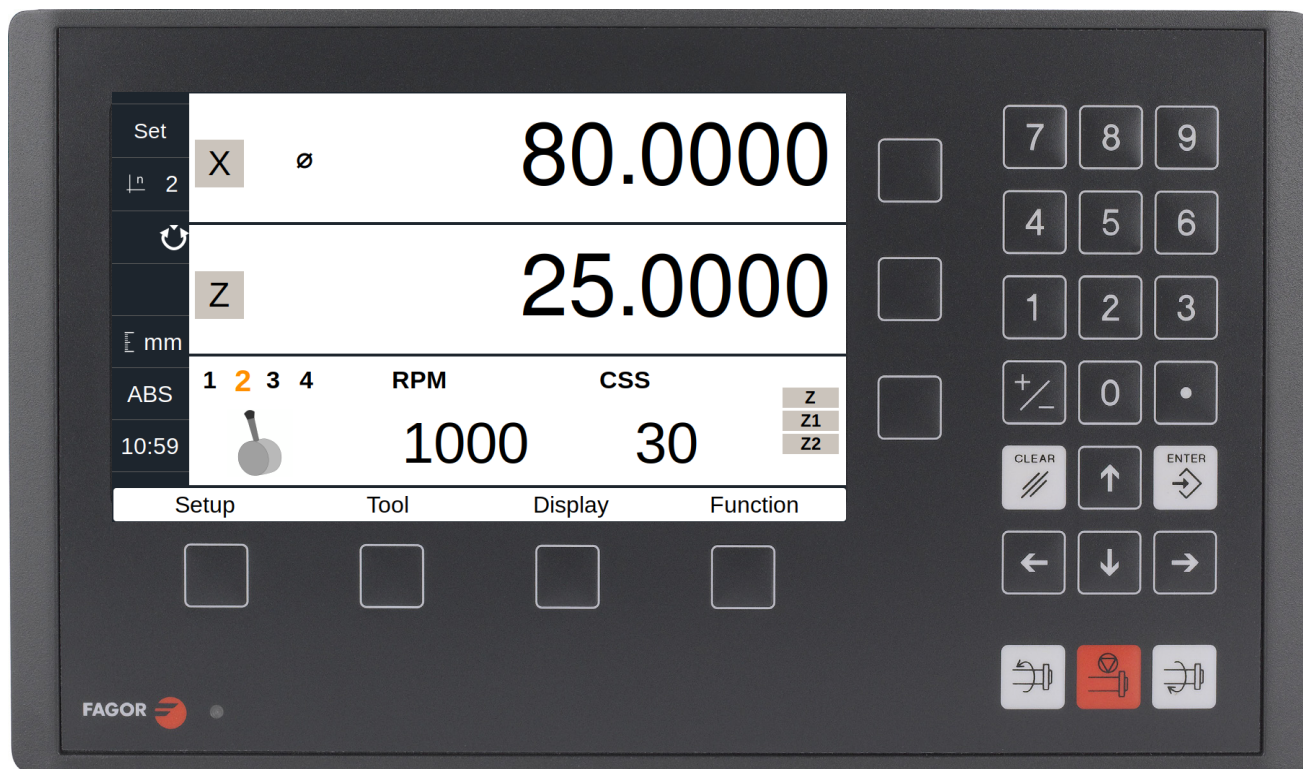 Set
X ⌀ 80.0000
n 2
Z 25.0000
mm
ABS
10:59
1 2 3 4 RPM CSS
1000 30
Z
Z1
Z2
Setup Tool Display Function
7 8 9
4 5 6
1 2 3
+/- 0 •
CLEAR ↑ ENTER
← ↓ →
FAGOR